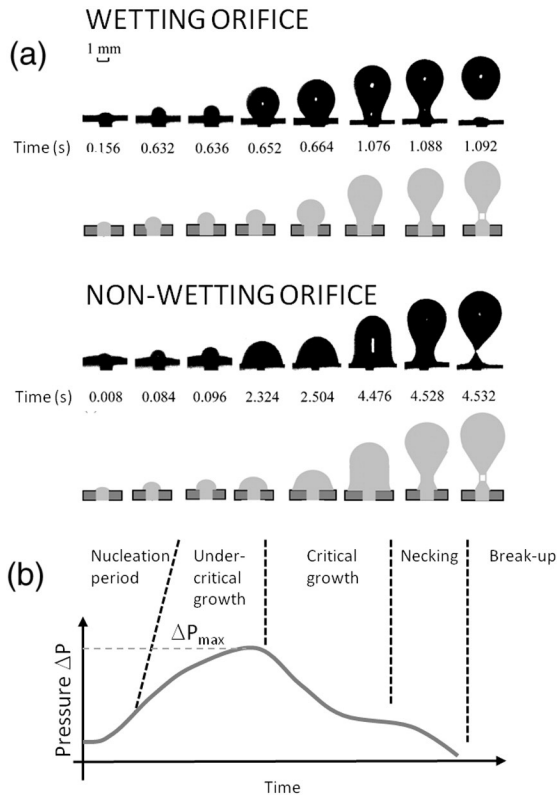 WETTING ORIFICE
(a)
1 mm
Time (s) 0.156 0.632 0.636 0.652 0.664 1.076 1.088 1.092
NON-WETTING ORIFICE
Time (s) 0.008 0.084 0.096 2.324 2.504 4.476 4.528 4.532
(b)
Nucleation period
Under-critical growth
Critical growth
Necking
Break-up
ΔPmax
Pressure ΔP
Time